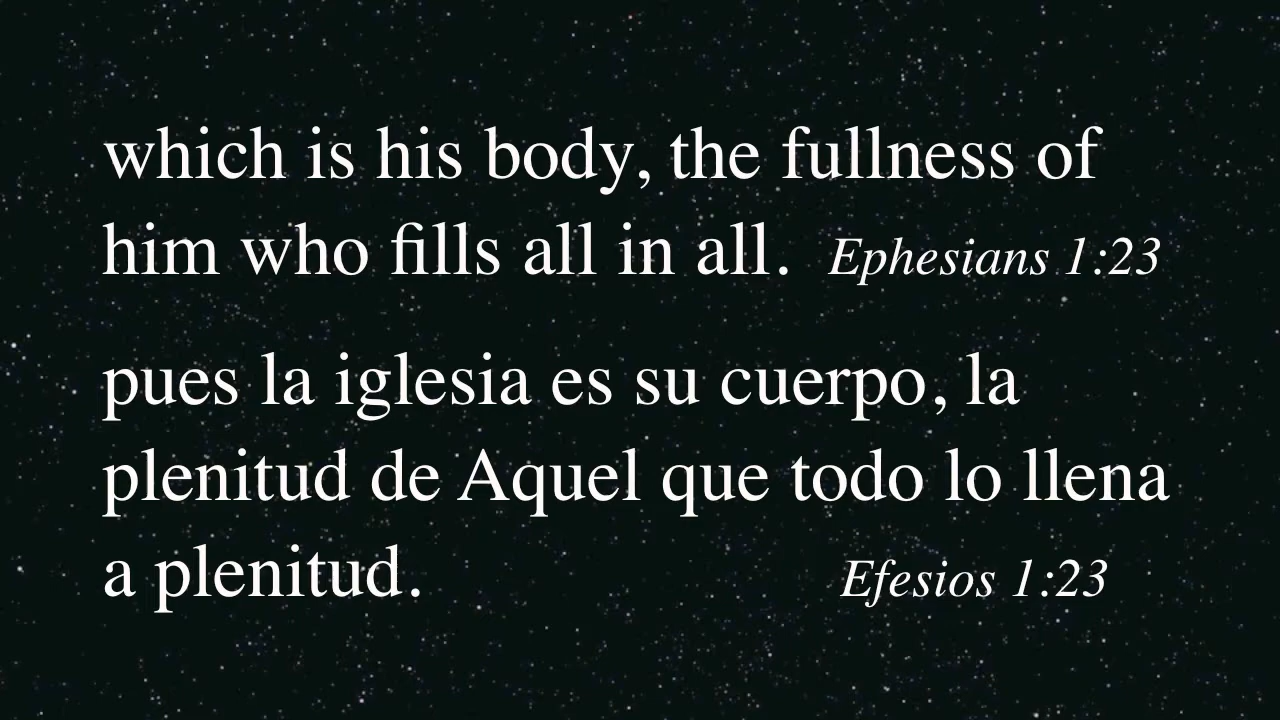 which is his body, the fullness of
him who fills all in all. Ephesians 1:23
pues la iglesia es su cuerpo, la
plenitud de Aquel que todo lo llena
a plenitud. Efesios 1:23